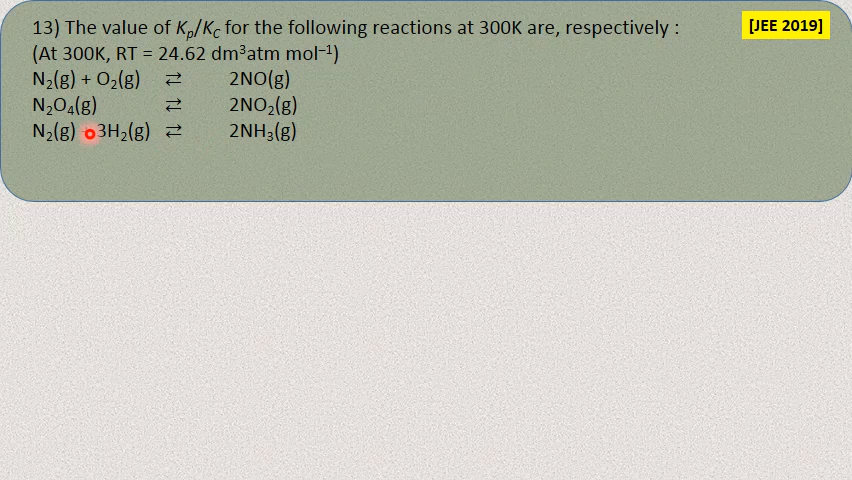 13) The value of Kₚ/K_C for the following reactions at 300K are, respectively :
[JEE 2019]
(At 300K, RT = 24.62 dm³atm mol⁻¹)
N₂(g) + O₂(g) ⇄ 2NO(g)
N₂O₄(g) ⇄ 2NO₂(g)
N₂(g) 3H₂(g) ⇄ 2NH₃(g)